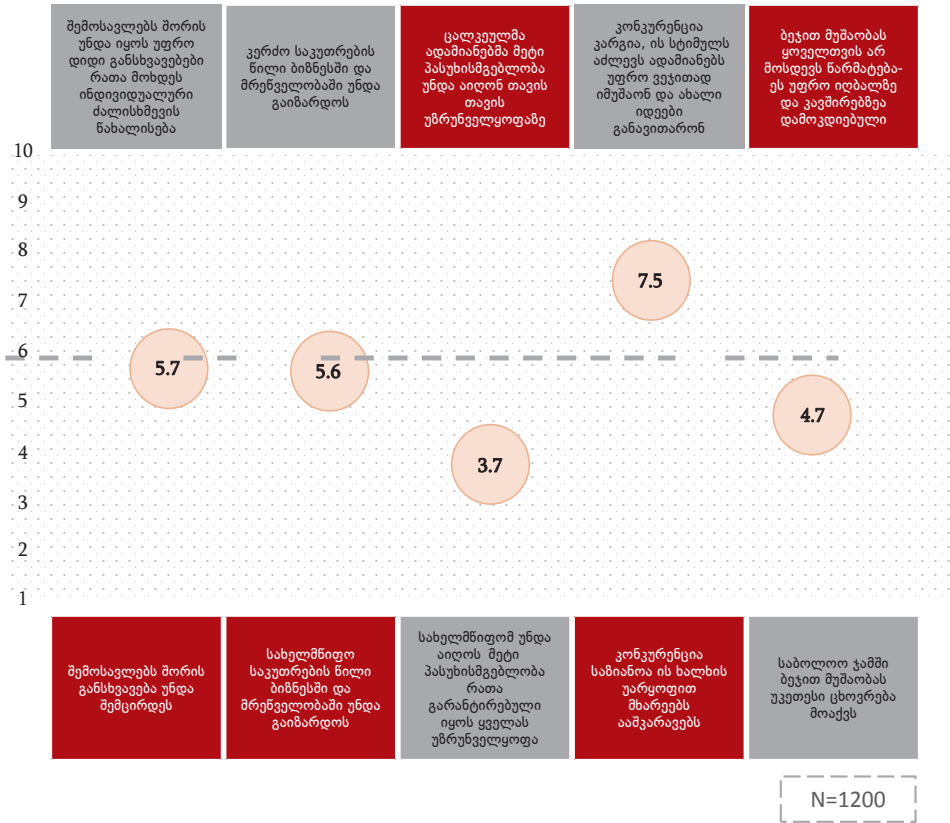 შემოსავლებს შორის
უნდა იყოს უფრო
დიდი განსხვავებები
რათა მოხდეს
ინდივიდუალური
ძალისხმევის
წახალისება
კერძო საკუთრების
წილი ბიზნესში და
მრეწველობაში უნდა
გაიზარდოს
ცალკეულმა
ადამიანებმა მეტი
პასუხისმგებლობა
უნდა აიღონ თავის
თავის
უზრუნველყოფაზე
კონკურენცია
კარგია, ის სტიმულს
აძლევს ადამიანებს
უფრო ვეჯითად
იმუშაონ და ახალი
იდეები
განავითარონ
ბეჯით მუშაობას
ყოველთვის არ
მოსდევს წარმატება-
ეს უფრო იღბალზე
და კავშირებზეა
დამოკდიებული
10
9
8
7
6
5
4
3
2
1
5.7
5.6
3.7
7.5
4.7
შემოსავლებს შორის
განსხვავება უნდა
შემცირდეს
სახელმწიფო
საკუთრების წილი
ბიზნესში და
მრეწველობაში უნდა
გაიზარდოს
სახელმწიფომ უნდა
აიღოს მეტი
პასუხისმგებლობა
რათა
გარანტირებული
იყოს ყველას
უზრუნველყოფა
კონკურენცია
საზიანოა ის ხალხის
უარყოფით
მხარეებს
ააშკარავებს
საბოლოო ჯამში
ბეჯით მუშაობას
უკეთესი ცხოვრება
მოაქვს
N=1200